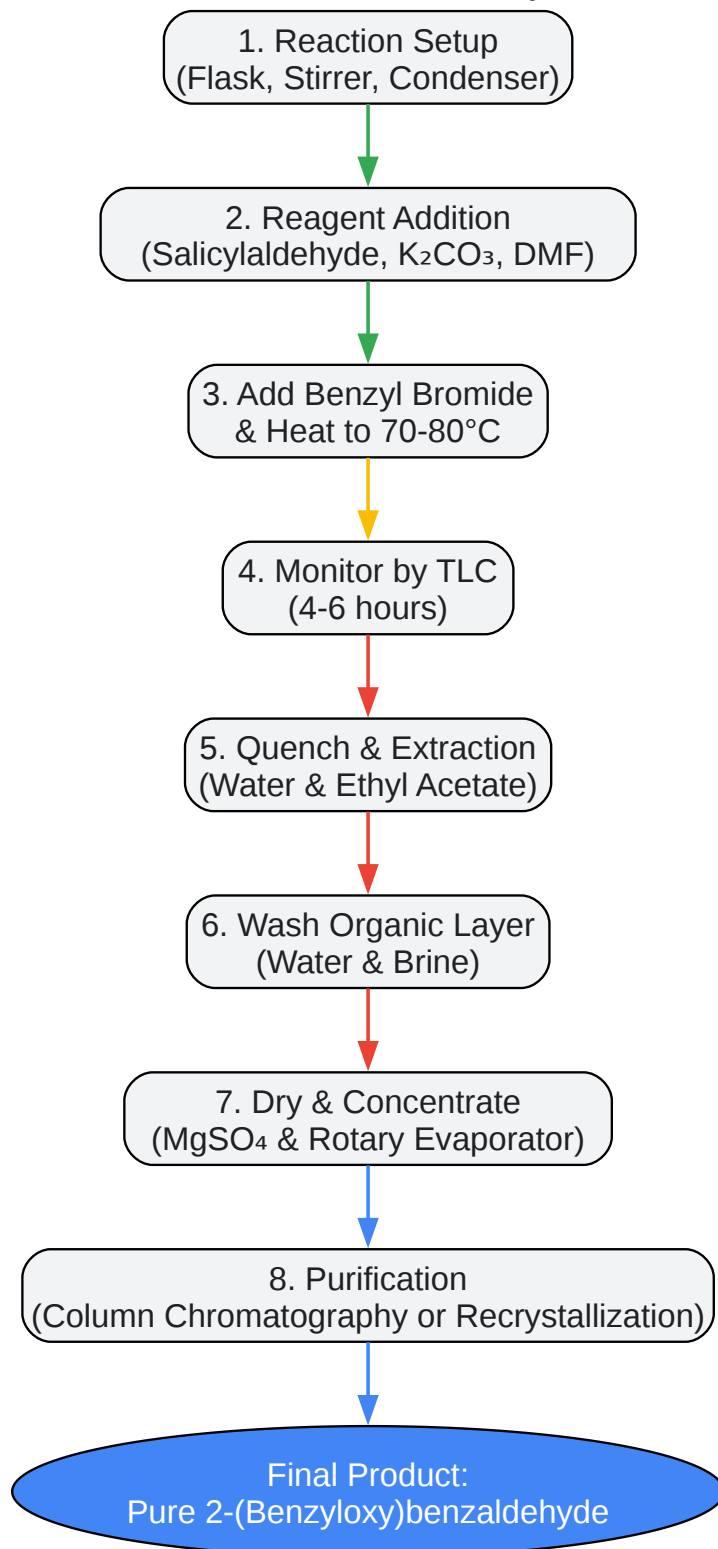 1. Reaction Setup
(Flask, Stirrer, Condenser)
2. Reagent Addition
(Salicylaldehyde, K₂CO₃, DMF)
3. Add Benzyl Bromide
& Heat to 70-80°C
4. Monitor by TLC
(4-6 hours)
5. Quench & Extraction
(Water & Ethyl Acetate)
6. Wash Organic Layer
(Water & Brine)
7. Dry & Concentrate
(MgSO₄ & Rotary Evaporator)
8. Purification
(Column Chromatography or Recrystallization)
Final Product:
Pure 2-(Benzyloxy)benzaldehyde